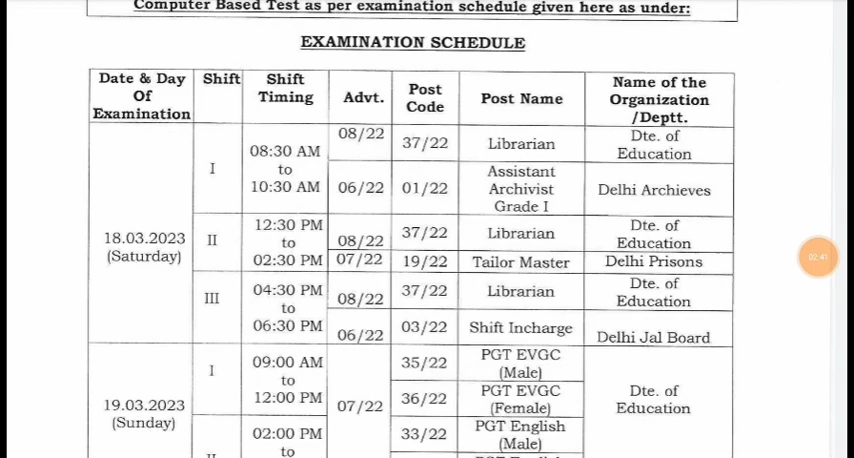 Computer Based Test as per examination schedule given here as under:
EXAMINATION SCHEDULE
Date & Day Of Examination Shift Shift Timing Advt. Post Code Post Name Name of the Organization /Deptt.
18.03.2023 (Saturday)
I 08:30 AM to 10:30 AM
08/22 37/22 Librarian Dte. of Education
06/22 01/22 Assistant Archivist Grade I Delhi Archieves
II 12:30 PM to 02:30 PM
08/22 37/22 Librarian Dte. of Education
07/22 19/22 Tailor Master Delhi Prisons
III 04:30 PM to 06:30 PM
08/22 37/22 Librarian Dte. of Education
06/22 03/22 Shift Incharge Delhi Jal Board
19.03.2023 (Sunday)
I 09:00 AM to 12:00 PM
07/22
35/22 PGT EVGC (Male)
Dte. of Education
36/22 PGT EVGC (Female)
02:00 PM to
33/22 PGT English (Male)
02:41